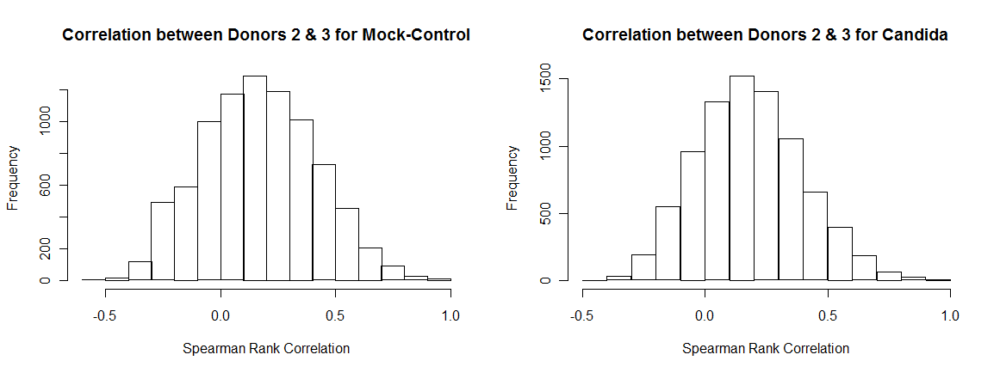 Correlation between Donors 2 & 3 for Mock-Control
Frequency
1000
600
200
0
-0.5 0.0 0.5 1.0
Spearman Rank Correlation
Correlation between Donors 2 & 3 for Candida
Frequency
1500
1000
500
0
-0.5 0.0 0.5 1.0
Spearman Rank Correlation